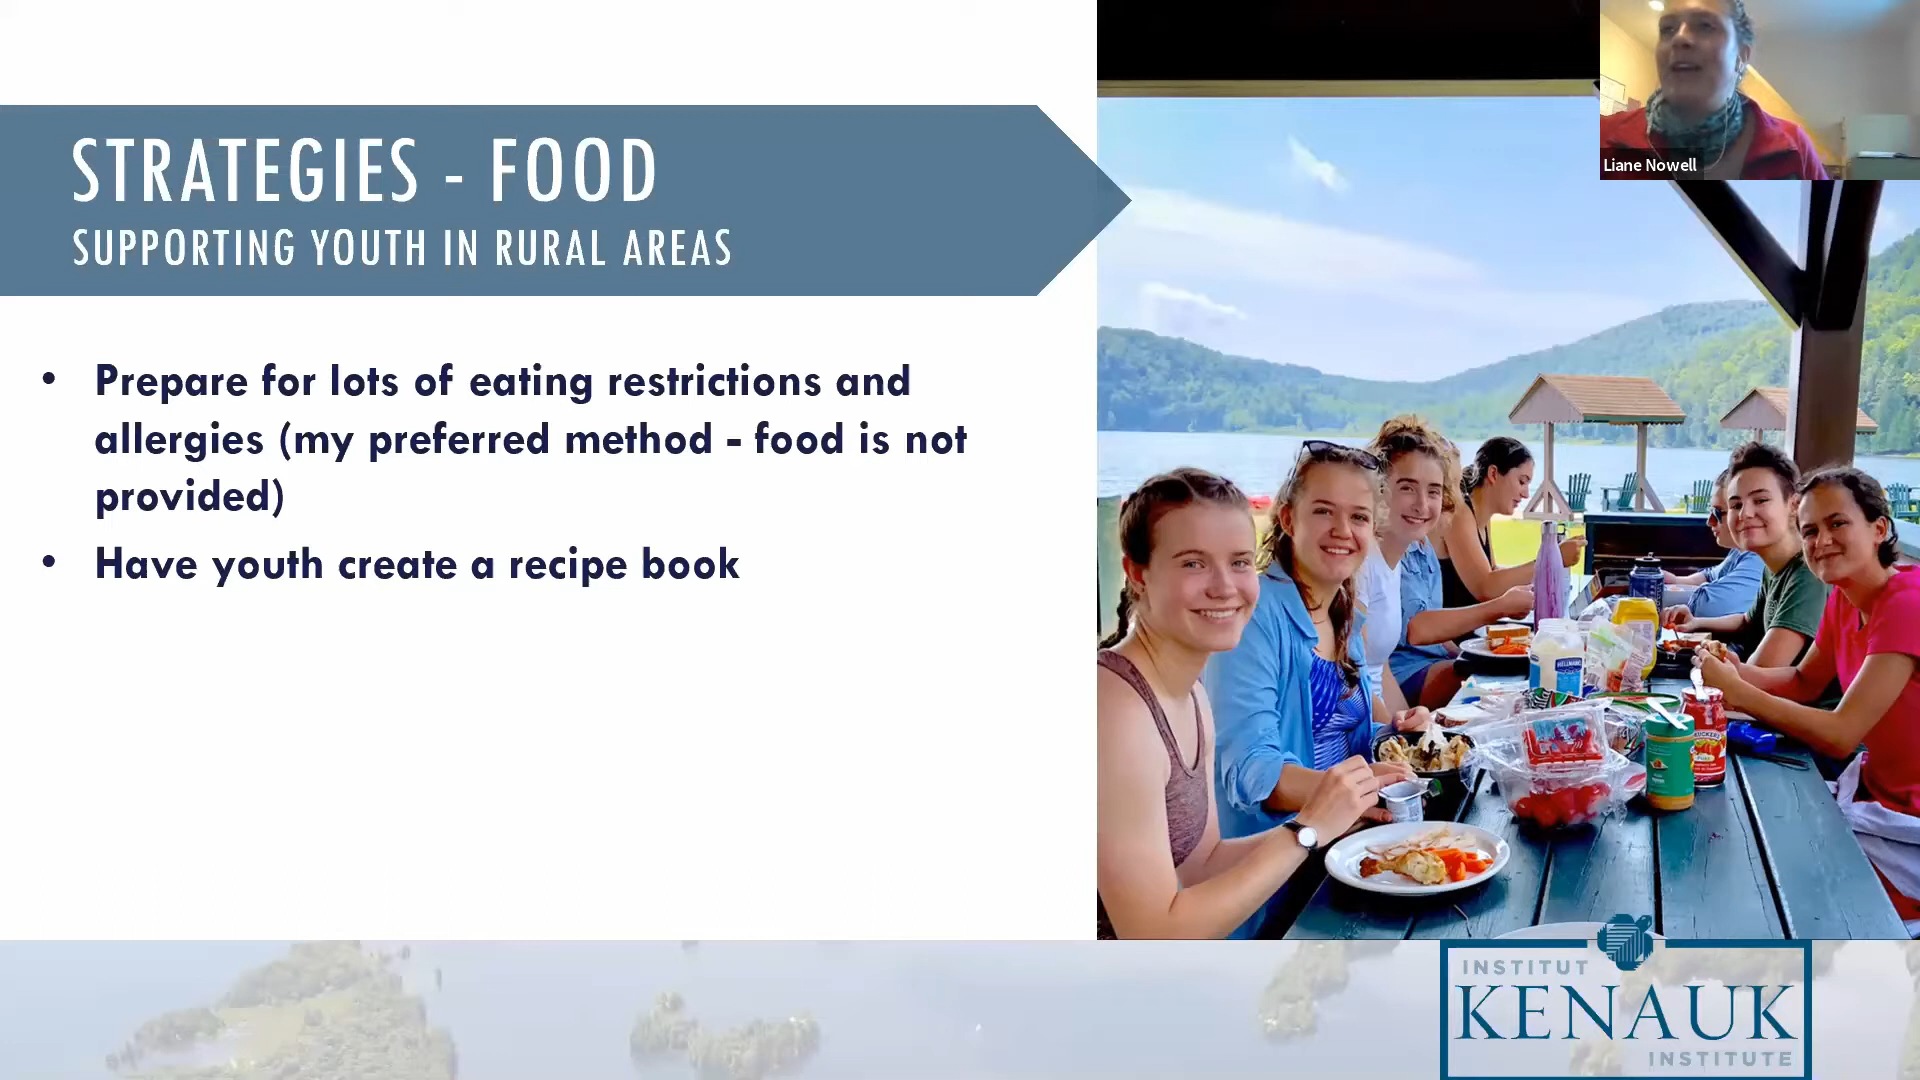 STRATEGIES - FOOD
SUPPORTING YOUTH IN RURAL AREAS
• Prepare for lots of eating restrictions and
allergies (my preferred method - food is not
provided)
• Have youth create a recipe book
Liane Nowell
HELLMANN'S
INSTITUT
KENAUK
INSTITUTE